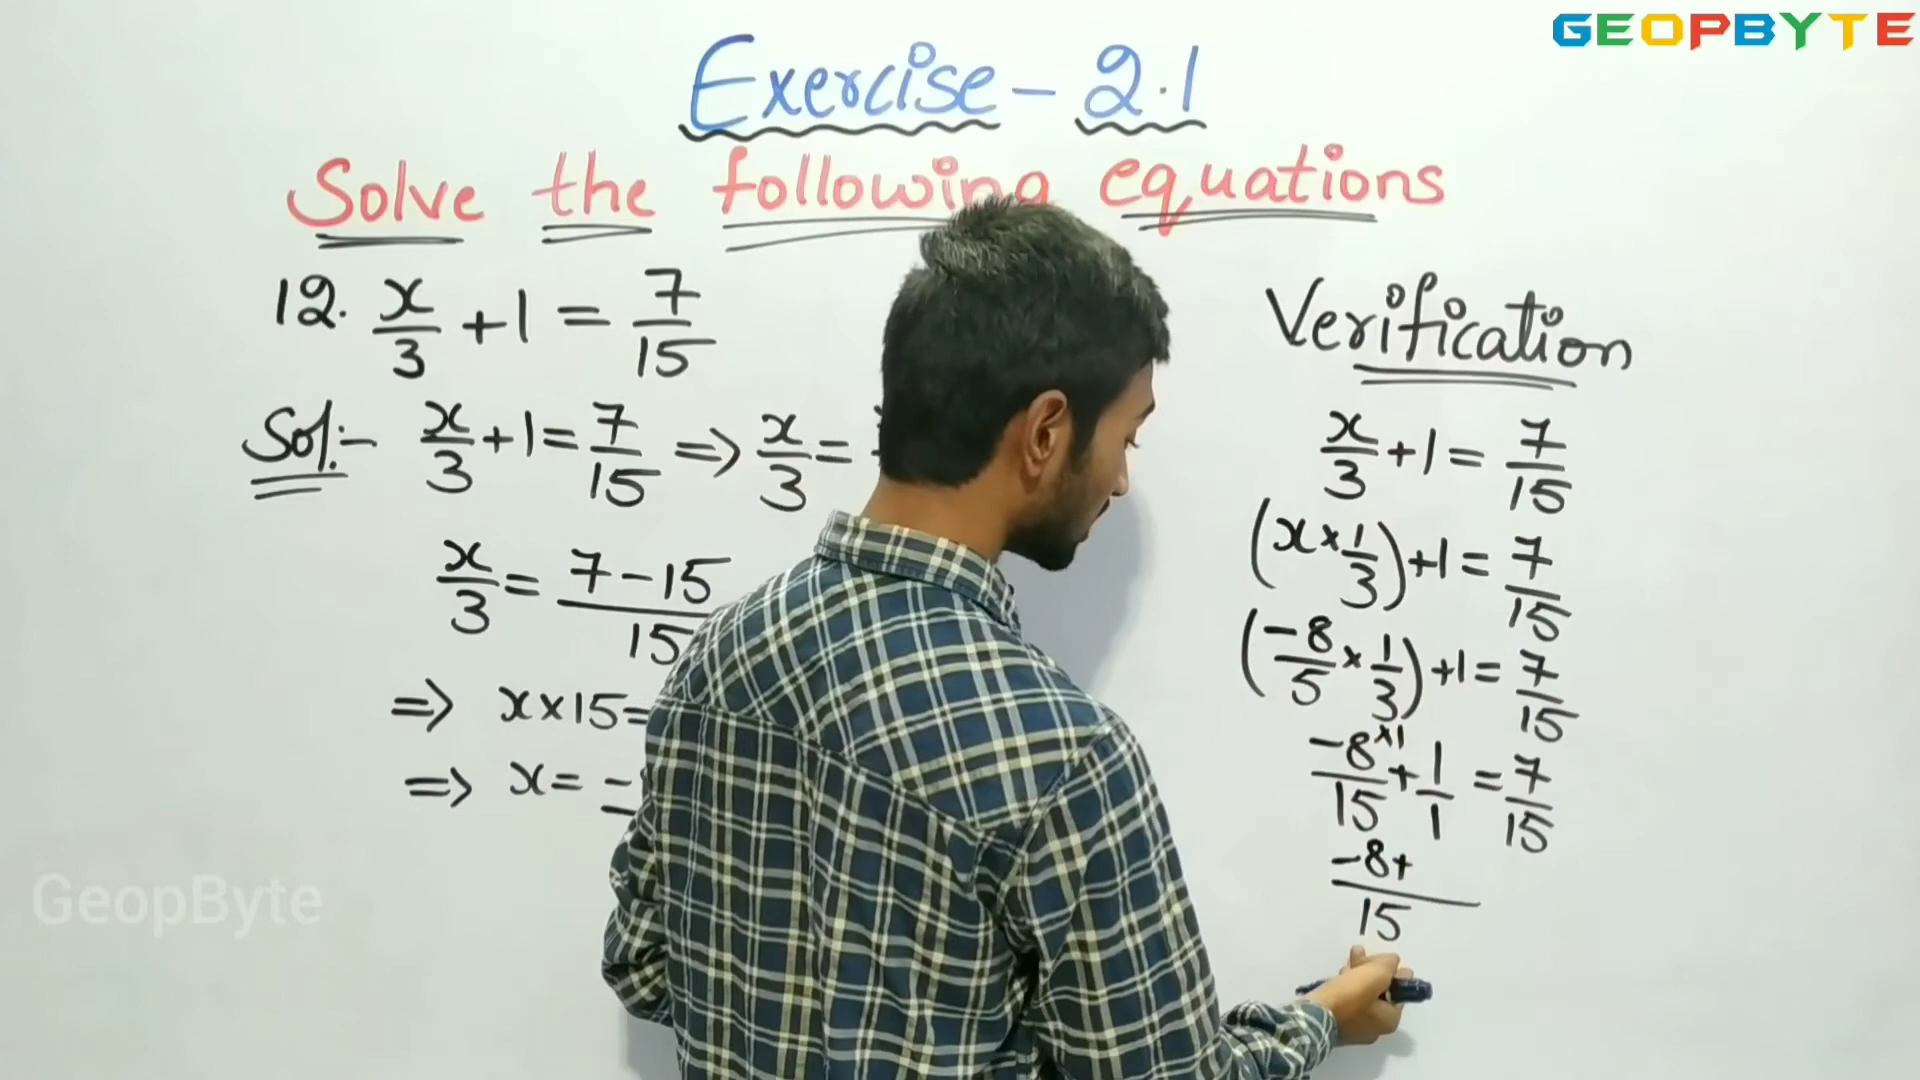 GEOPBYTE
Exercise - 2.1
Solve the following equations
12. x/3 + 1 = 7/15
Sol:- x/3 + 1 = 7/15 => x/3 =
x/3 = 7-15/15
=> x×15=
=> x = -
Verification
x/3 + 1 = 7/15
(x × 1/3) + 1 = 7/15
(-8/5 × 1/3) + 1 = 7/15
-8×1/15 + 1/1 = 7/15
-8+/15
GeopByte